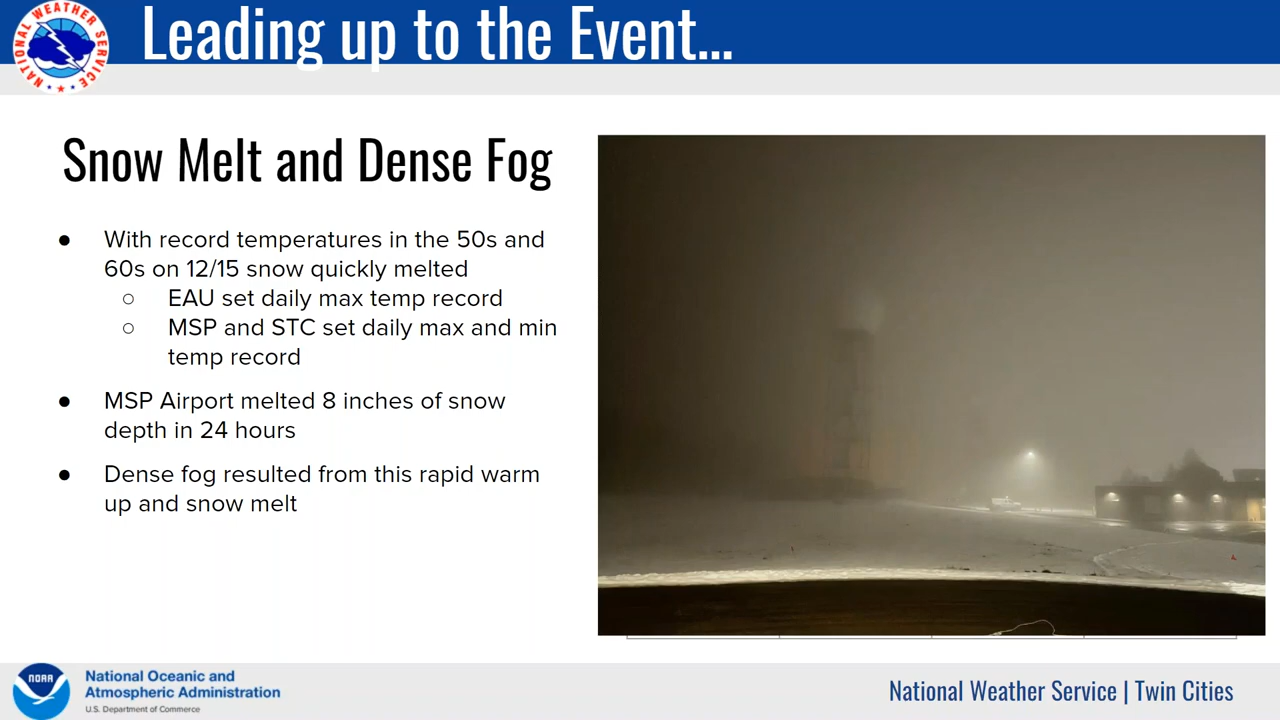 NATIONAL WEATHER SERVICE
Leading up to the Event...
Snow Melt and Dense Fog
● With record temperatures in the 50s and
60s on 12/15 snow quickly melted
○ EAU set daily max temp record
○ MSP and STC set daily max and min
temp record
● MSP Airport melted 8 inches of snow
depth in 24 hours
● Dense fog resulted from this rapid warm
up and snow melt
NOAA
National Oceanic and
Atmospheric Administration
U.S. Department of Commerce
National Weather Service | Twin Cities